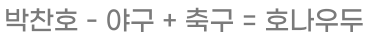 박찬호 - 야구 + 축구 = 호나우두